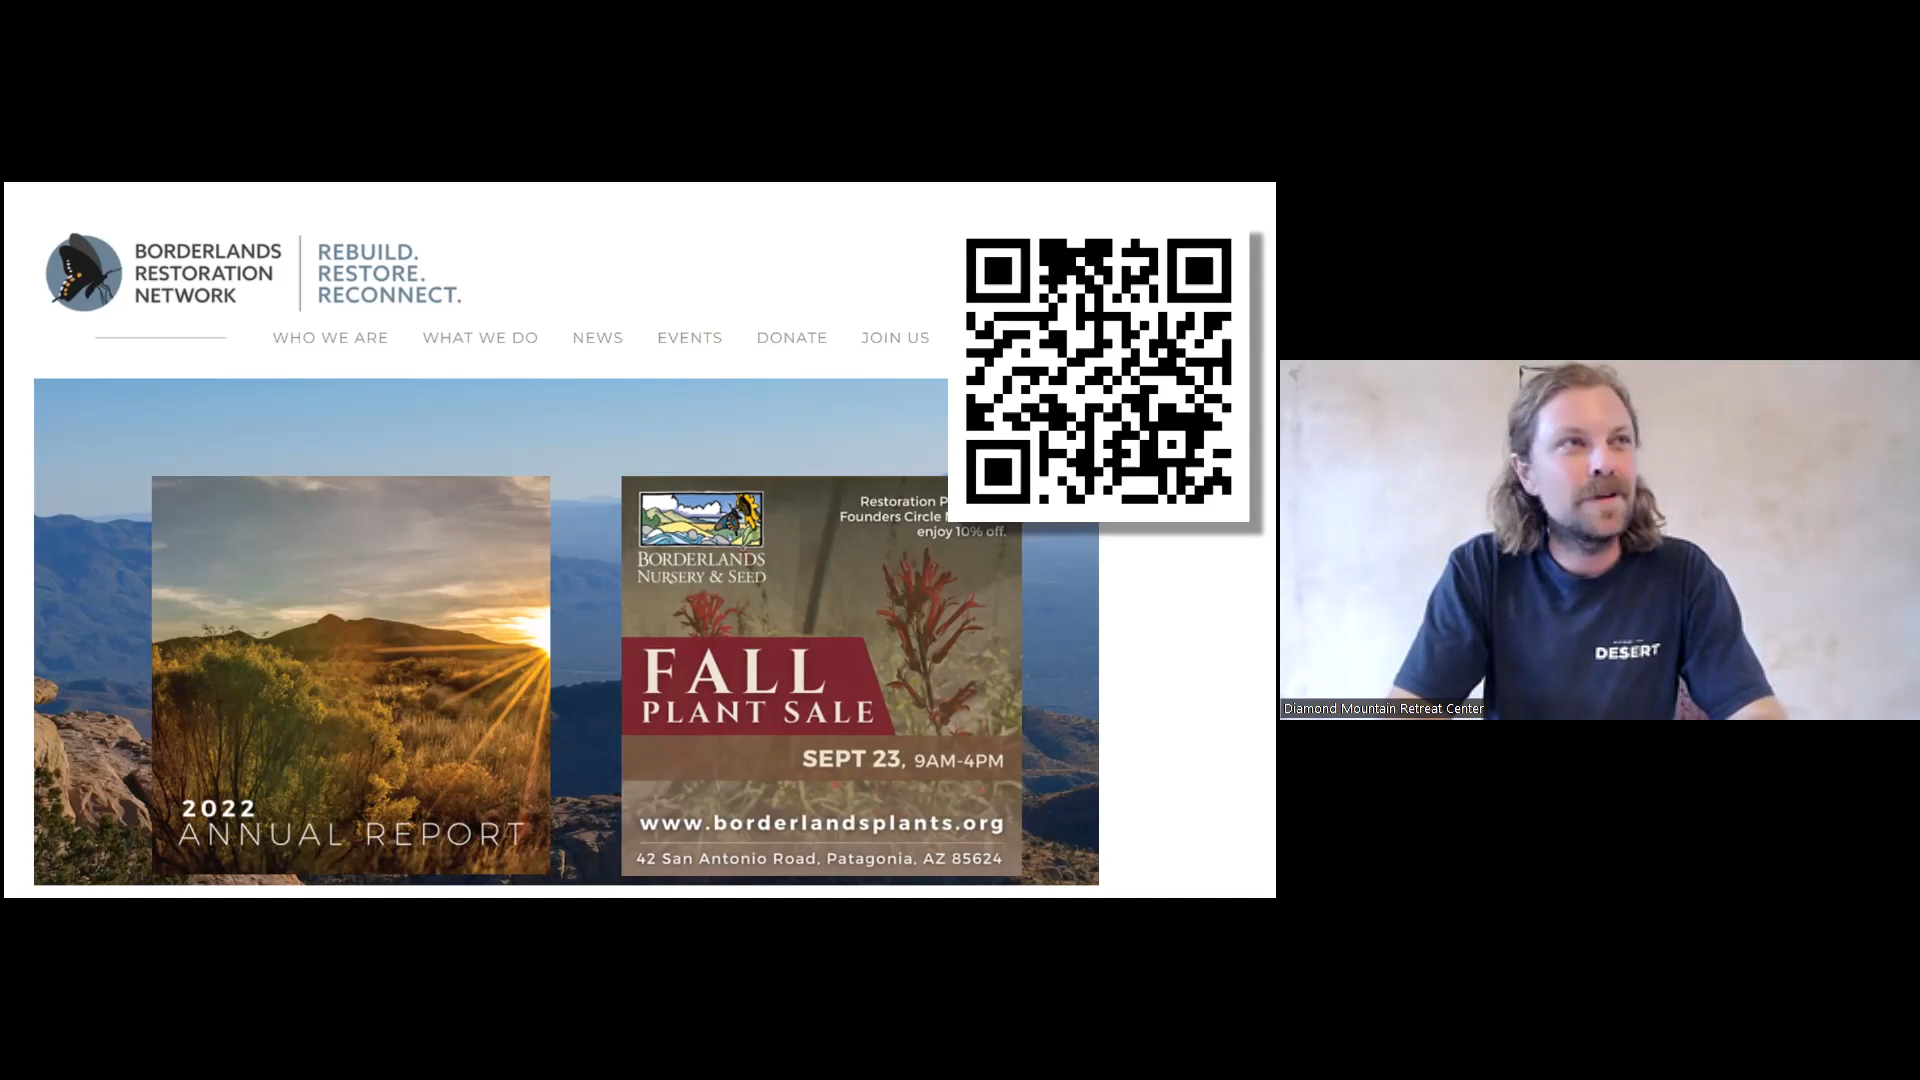 BORDERLANDS
RESTORATION
NETWORK
REBUILD.
RESTORE.
RECONNECT.
WHO WE ARE
WHAT WE DO
NEWS
EVENTS
DONATE
JOIN US
2022
ANNUAL REPORT
BORDERLANDS
NURSERY & SEED
Restoration
Founders Circle
enjoy 10% off.
FALL
PLANT SALE
SEPT 23, 9AM-4PM
www.borderlandsplants.org
42 San Antonio Road, Patagonia, AZ 85624
DESERT
Diamond Mountain Retreat Center